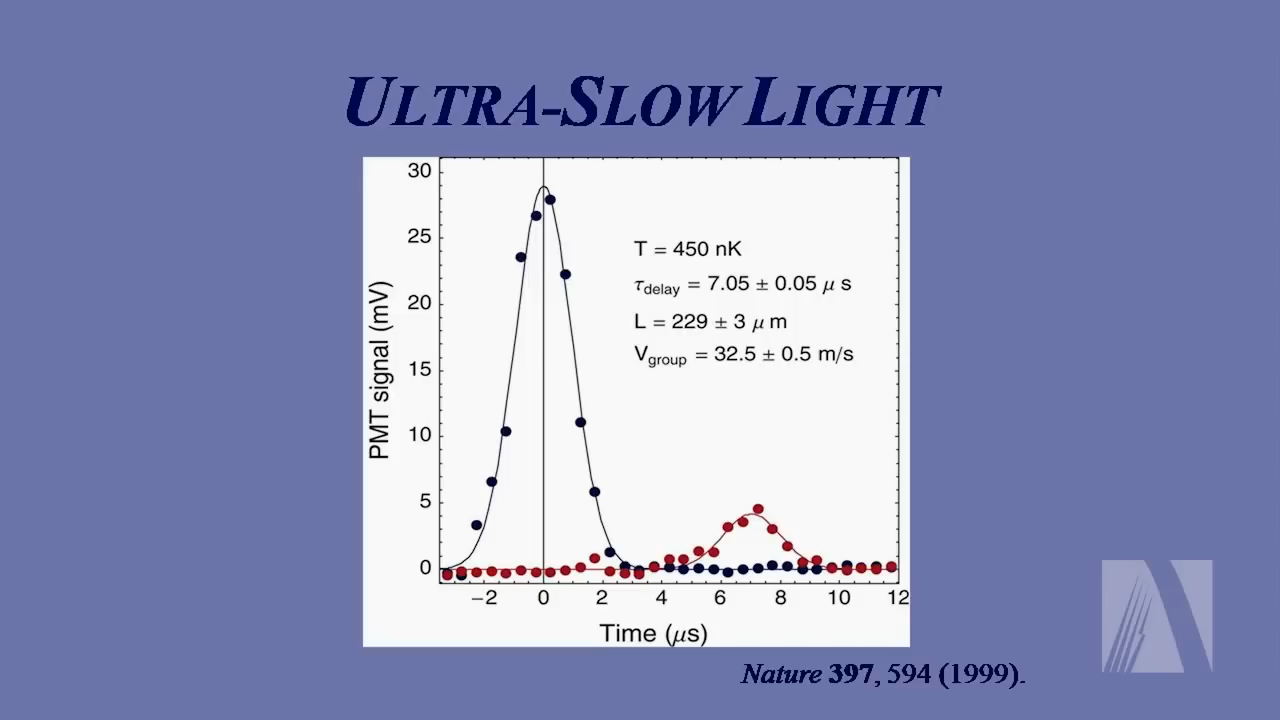 ULTRA-SLOW LIGHT
30
25
20
15
10
5
0
PMT signal (mV)
T = 450 nK
τdelay = 7.05 ± 0.05 μ s
L = 229 ± 3 μ m
Vgroup = 32.5 ± 0.5 m/s
−2 0 2 4 6 8 10 12
Time (μs)
Nature 397, 594 (1999).